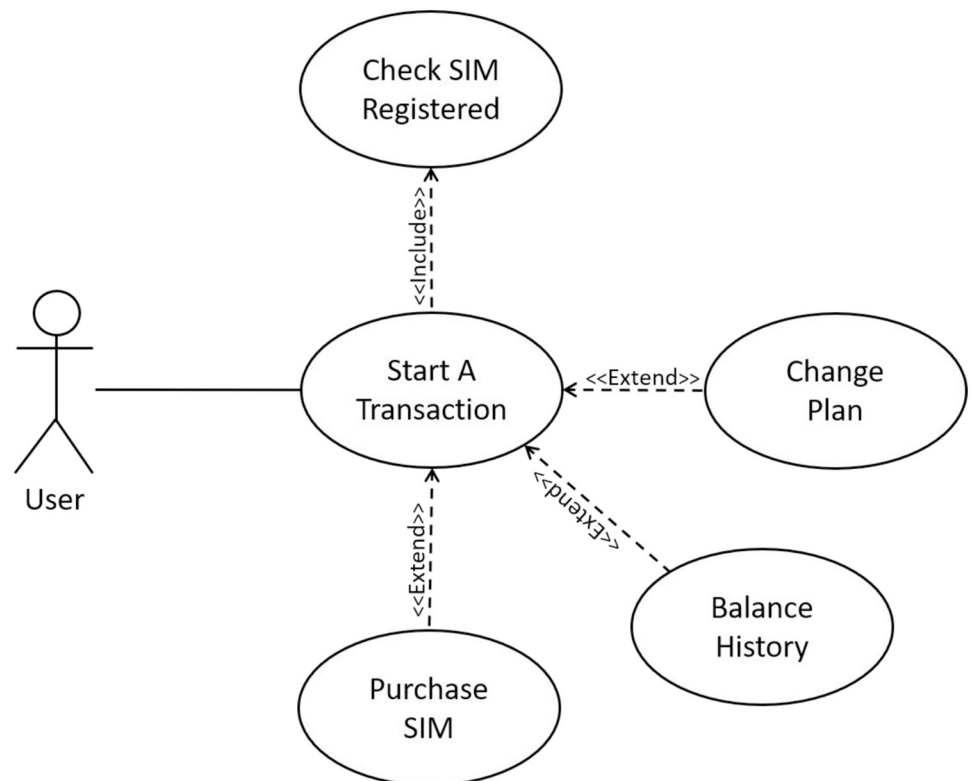 Check SIM
Registered
<<Include>>
Start A
Transaction
<<Extend>>
Change
Plan
User
<<Extend>>
<<Extend>>
Balance
History
Purchase
SIM